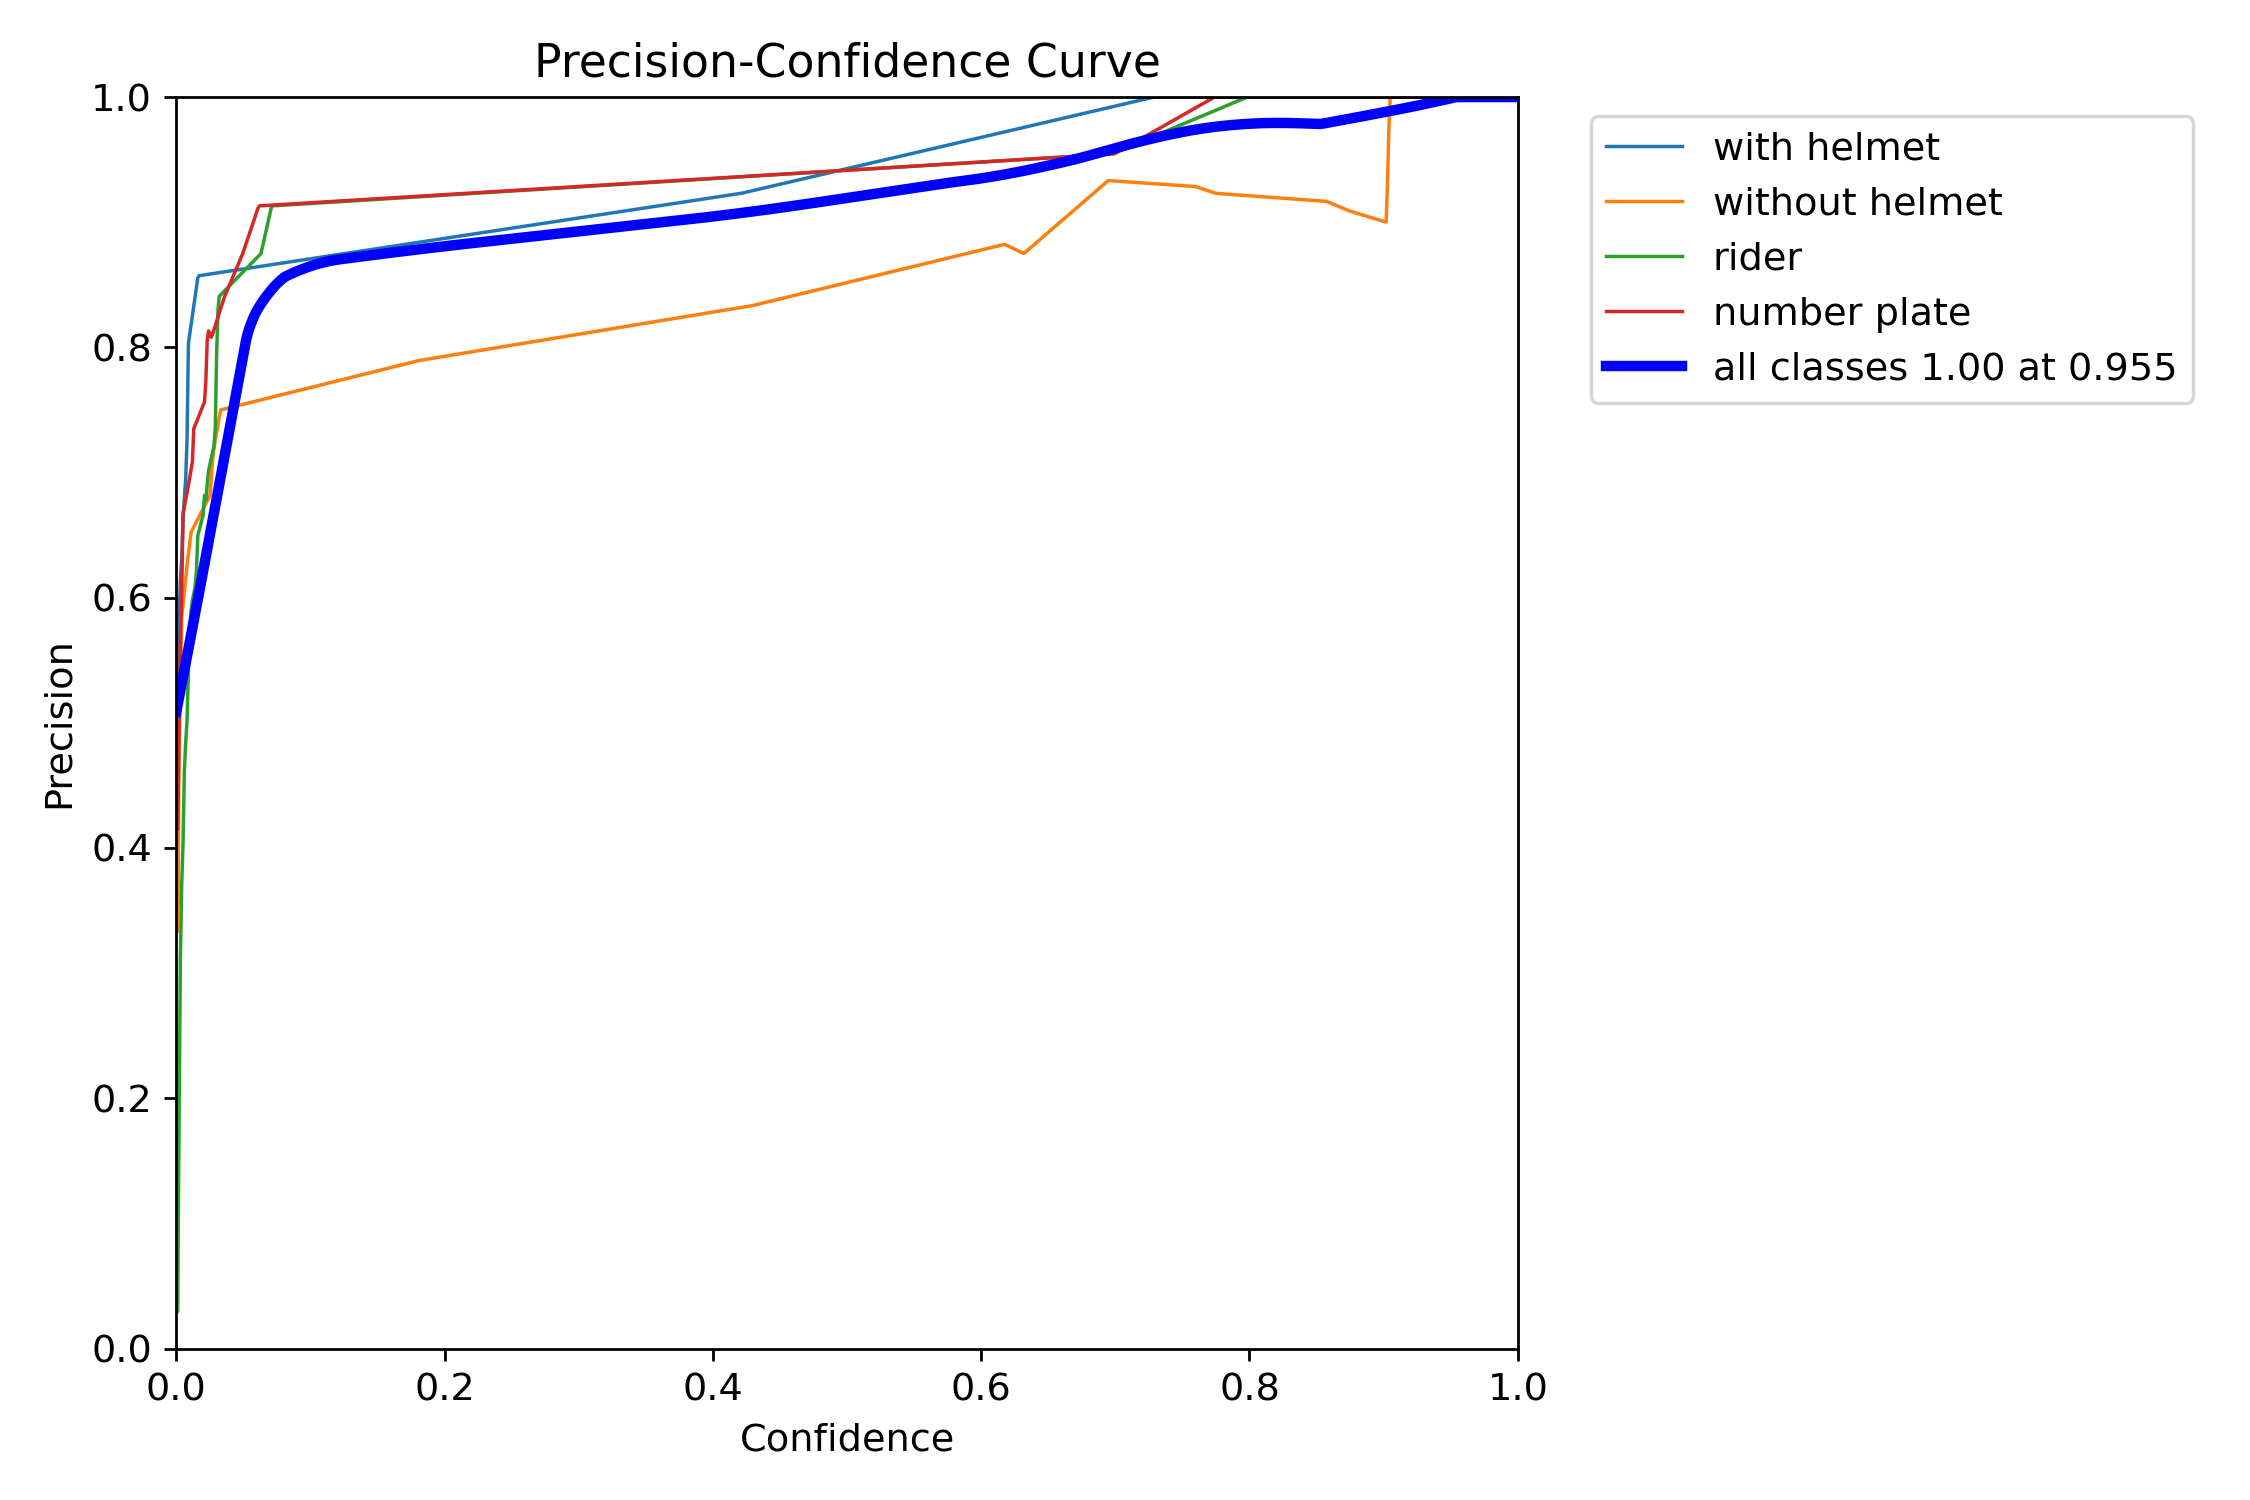 Precision-Confidence Curve
1.0
0.8
0.6
0.4
0.2
0.0
Precision
0.0 0.2 0.4 0.6 0.8 1.0
Confidence
with helmet
without helmet
rider
number plate
all classes 1.00 at 0.955